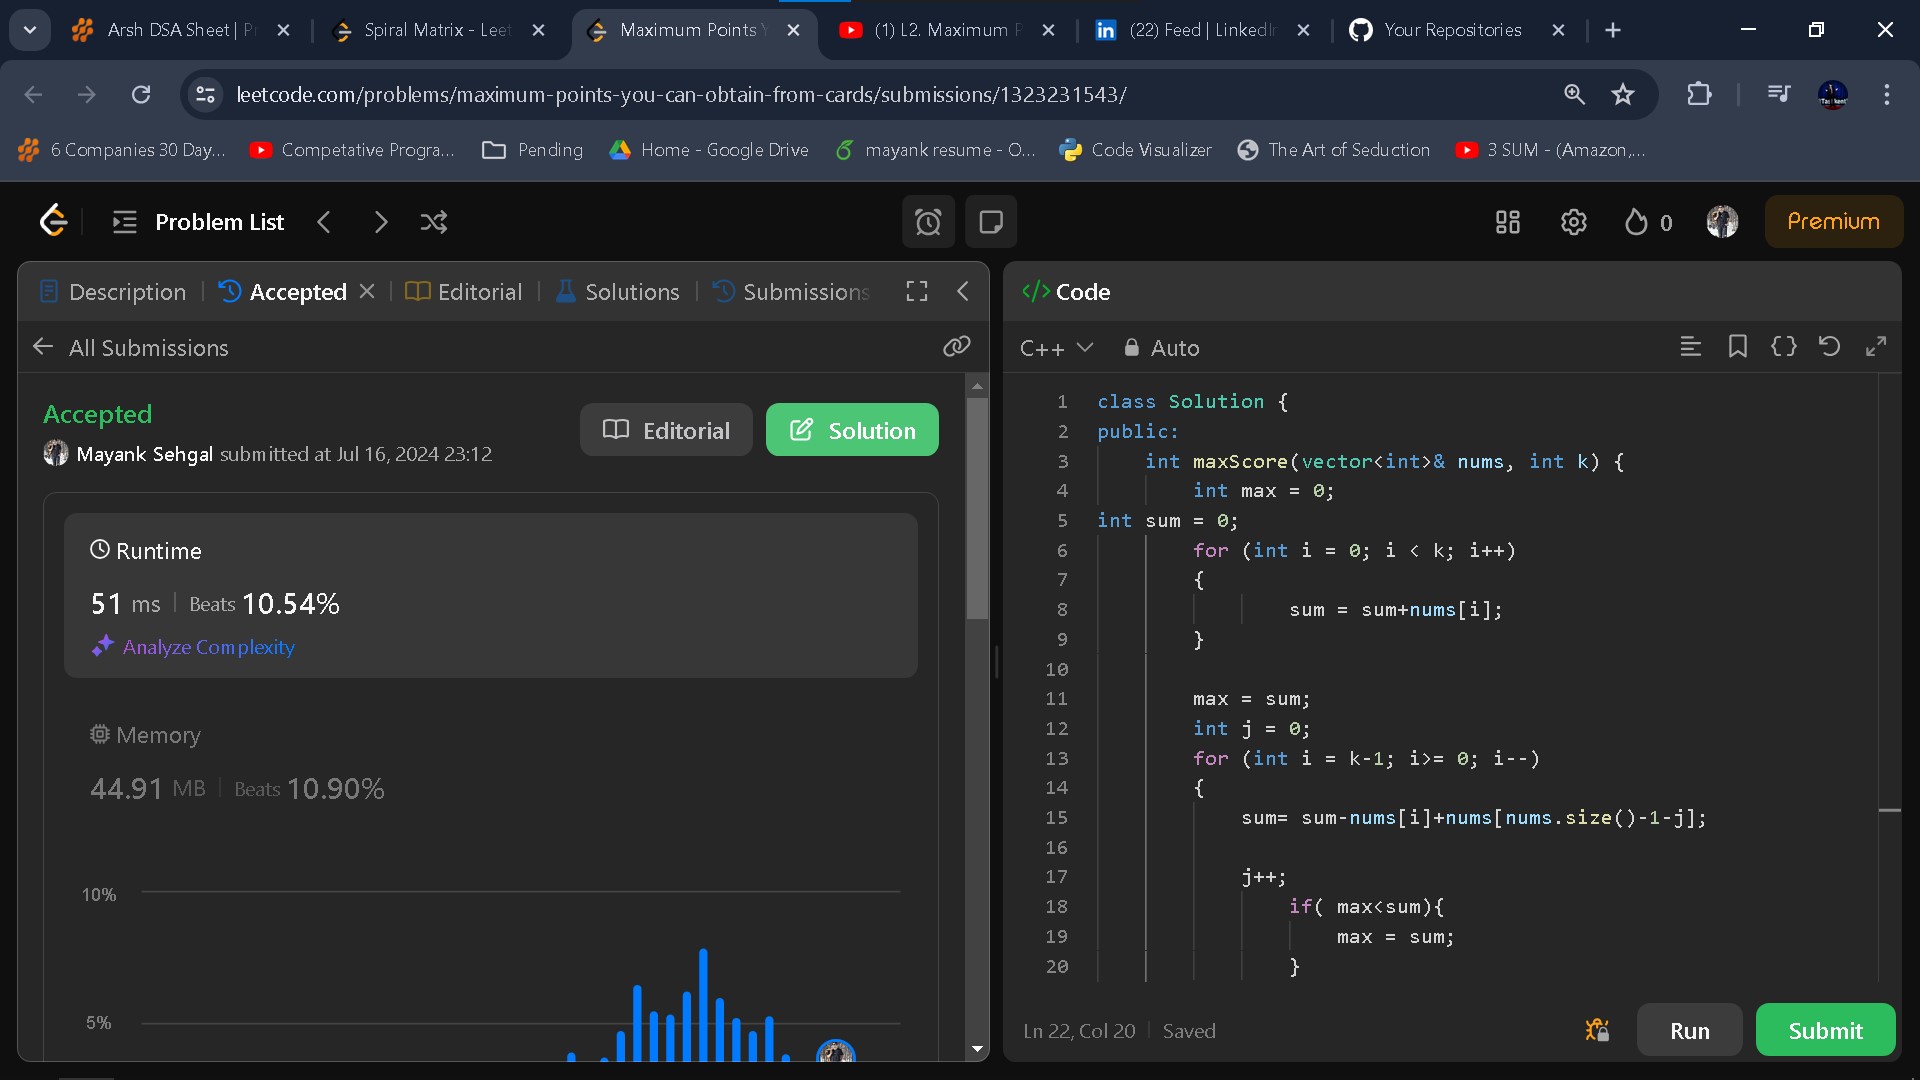 Arsh DSA Sheet | Pr
Spiral Matrix - Leet
Maximum Points Y
(1) L2. Maximum P
(22) Feed | LinkedIn
Your Repositories
leetcode.com/problems/maximum-points-you-can-obtain-from-cards/submissions/1323231543/
6 Companies 30 Day...
Competative Progra...
Pending
Home - Google Drive
mayank resume - O...
Code Visualizer
The Art of Seduction
3 SUM - (Amazon,...
Problem List
0
Premium
Description
Accepted
Editorial
Solutions
Submissions
All Submissions
Accepted
Mayank Sehgal submitted at Jul 16, 2024 23:12
Editorial
Solution
Runtime
51 ms | Beats 10.54%
Analyze Complexity
Memory
44.91 MB | Beats 10.90%
10%
5%
</> Code
C++
Auto
1 class Solution {
2 public:
3 int maxScore(vector<int>& nums, int k) {
4 int max = 0;
5 int sum = 0;
6 for (int i = 0; i < k; i++)
7 {
8 sum = sum+nums[i];
9 }
10
11 max = sum;
12 int j = 0;
13 for (int i = k-1; i>= 0; i--)
14 {
15 sum= sum-nums[i]+nums[nums.size()-1-j];
16
17 j++;
18 if( max<sum){
19 max = sum;
20 }
Ln 22, Col 20 | Saved
Run
Submit